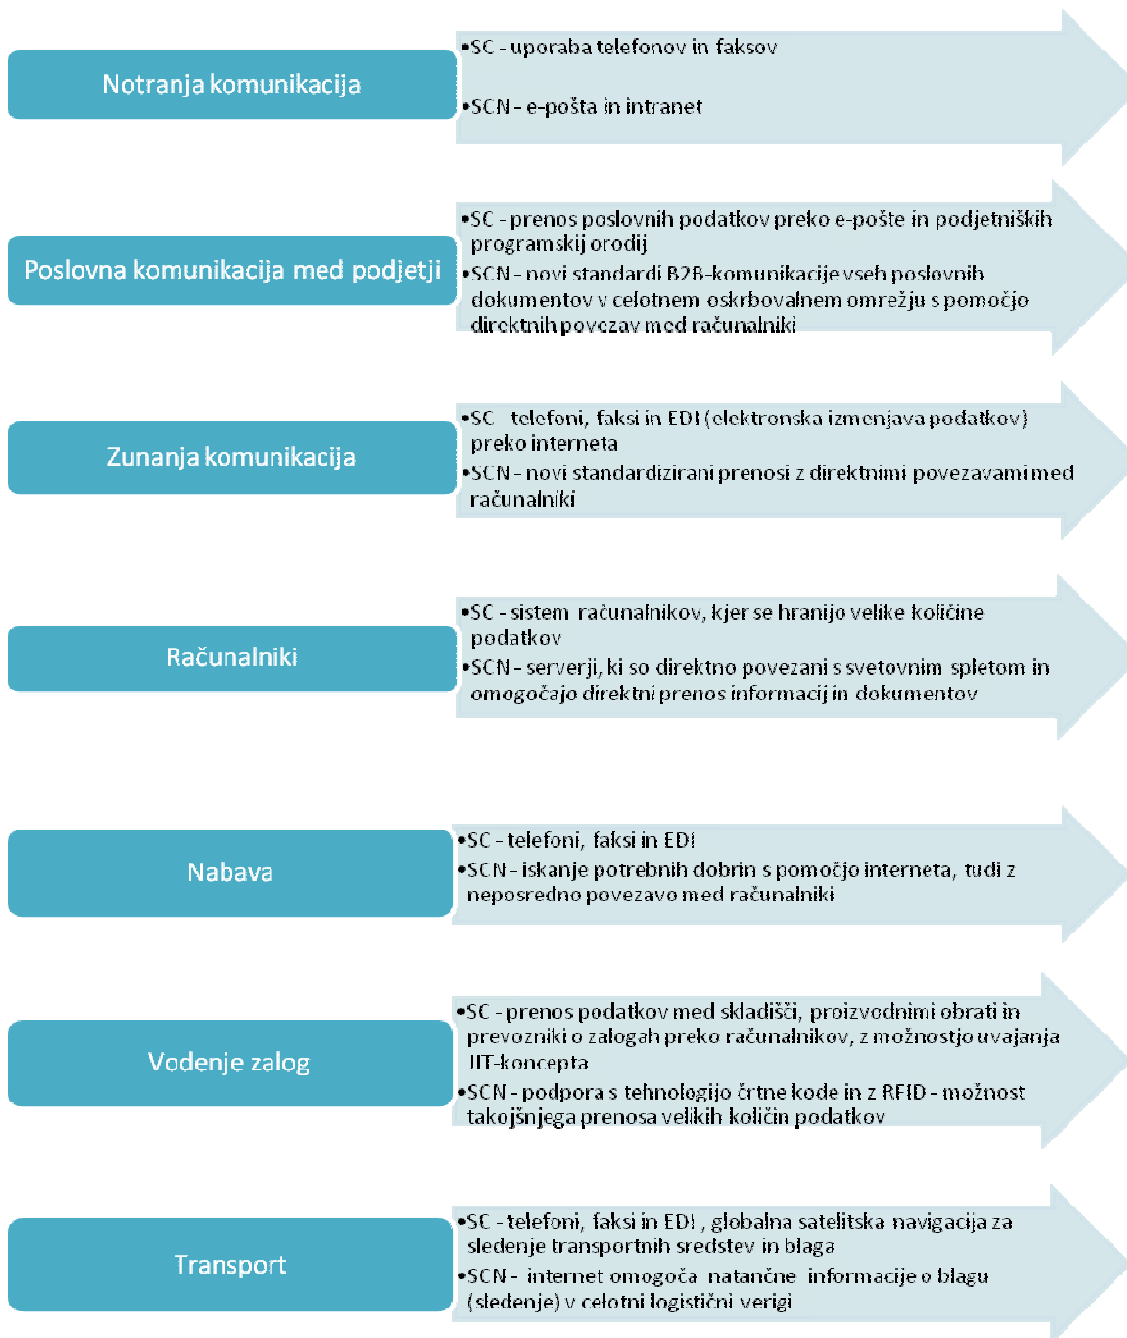 Notranja komunikacija
•SC - uporaba telefonov in faksov
•SCN - e-pošta in intranet
Poslovna komunikacija med podjetji
•SC - prenos poslovnih podatkov preko e-pošte in podjetniških
programskij orodij
•SCN - novi standardi B2B-komunikacije vseh poslovnih
dokumentov v celotnem oskrbovalnem omrežju s pomočjo
direktnih povezav med računalniki
Zunanja komunikacija
•SC - telefoni, faksi in EDI (elektronska izmenjava podatkov)
preko interneta
•SCN - novi standardizirani prenosi z direktnimi povezavami med
računalniki
Računalniki
•SC - sistem računalnikov, kjer se hranijo velike količine
podatkov
•SCN - serverji, ki so direktno povezani s svetovnim spletom in
omogočajo direktni prenos informacij in dokumentov
Nabava
•SC - telefoni, faksi in EDI
•SCN - iskanje potrebnih dobrin s pomočjo interneta, tudi z
neposredno povezavo med računalniki
Vodenje zalog
•SC - prenos podatkov med skladišči, proizvodnimi obrati in
prevozniki o zalogah preko računalnikov, z možnostjo uvajanja
JIT-koncepta
•SCN - podpora s tehnologijo črtne kode in z RFID - možnost
takojšnjega prenosa velikih količin podatkov
Transport
•SC - telefoni, faksi in EDI , globalna satelitska navigacija za
sledenje transportnih sredstev in blaga
•SCN - internet omogoča natančne informacije o blagu
(sledenje) v celotni logistični verigi